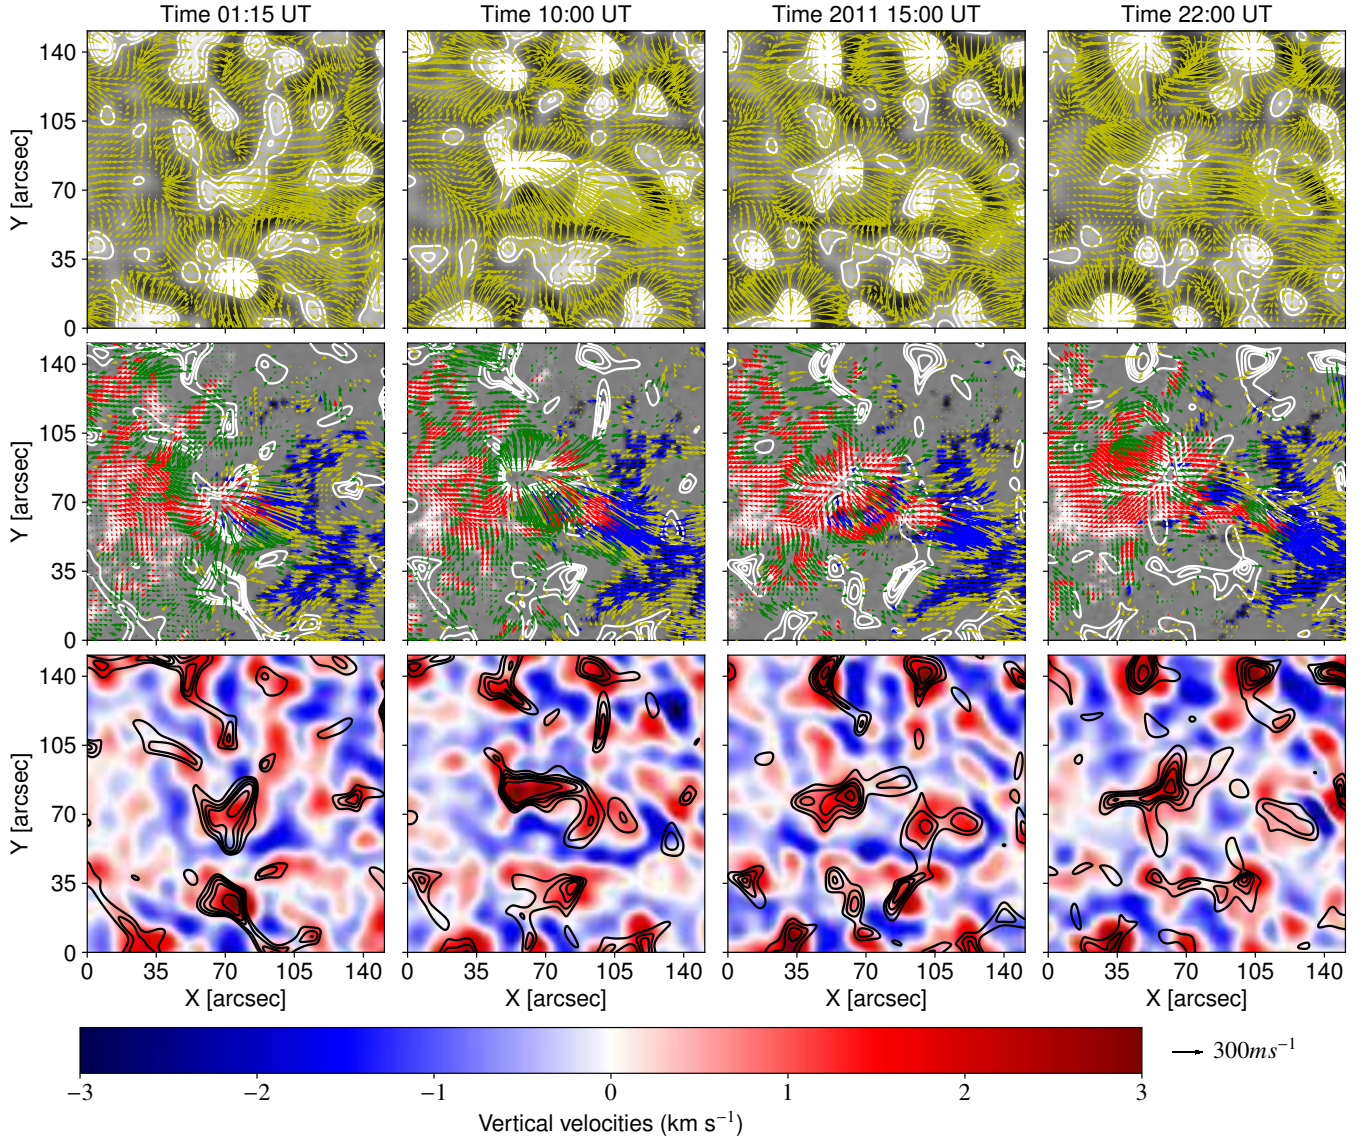 Time 01:15 UT Time 10:00 UT Time 2011 15:00 UT Time 22:00 UT
140
105
70
35
0
Y [arcsec]
140
105
70
35
0
Y [arcsec]
140
105
70
35
0
Y [arcsec]
0 35 70 105 140 0 35 70 105 140 0 35 70 105 140 0 35 70 105 140
X [arcsec] X [arcsec] X [arcsec] X [arcsec]
300ms⁻¹
−3 −2 −1 0 1 2 3
Vertical velocities (km s⁻¹)